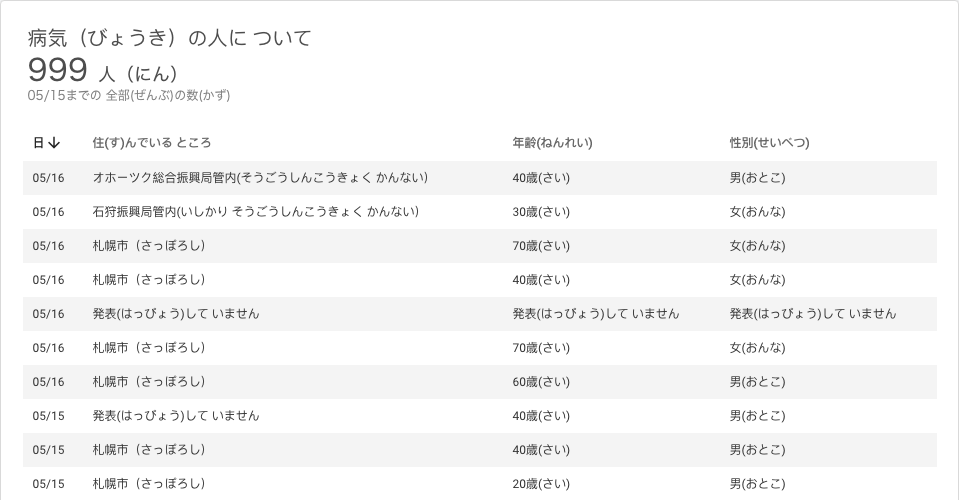 病気（びょうき）の人に ついて
999 人（にん）
05/15までの 全部(ぜんぶ)の数(かず)
日↓ 住(す)んでいる ところ 年齢(ねんれい) 性別(せいべつ)
05/16 オホーツク総合振興局管内(そうごうしんこうきょく かんない） 40歳(さい) 男(おとこ)
05/16 石狩振興局管内(いしかり そうごうしんこうきょく かんない） 30歳(さい) 女(おんな)
05/16 札幌市（さっぽろし） 70歳(さい) 女(おんな)
05/16 札幌市（さっぽろし） 40歳(さい) 女(おんな)
05/16 発表(はっぴょう)して いません 発表(はっぴょう)して いません 発表(はっぴょう)して いません
05/16 札幌市（さっぽろし） 70歳(さい) 女(おんな)
05/16 札幌市（さっぽろし） 60歳(さい) 男(おとこ)
05/15 発表(はっぴょう)して いません 40歳(さい) 男(おとこ)
05/15 札幌市（さっぽろし） 40歳(さい) 男(おとこ)
05/15 札幌市（さっぽろし） 20歳(さい) 男(おとこ)